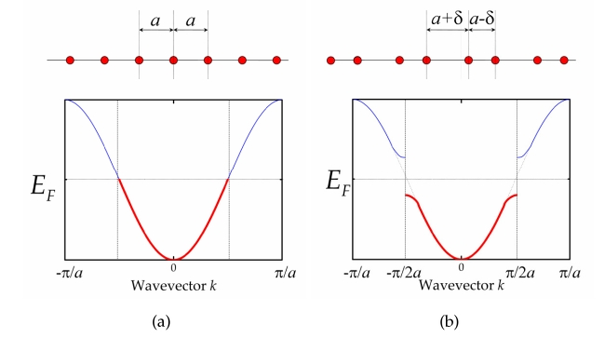 a a
a+δ a-δ
E_F
-π/a 0 π/a
Wavevector k
(a)
E_F
-π/a -π/2a 0 π/2a π/a
Wavevector k
(b)